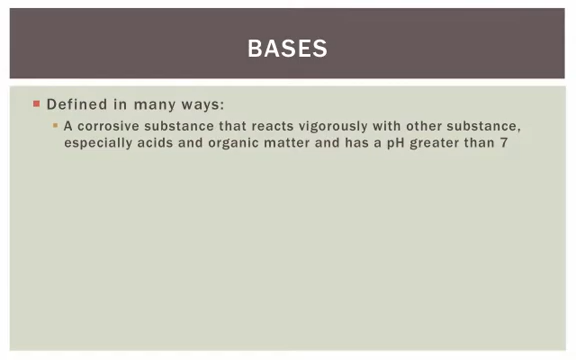 BASES
Defined in many ways:
A corrosive substance that reacts vigorously with other substance,
especially acids and organic matter and has a pH greater than 7